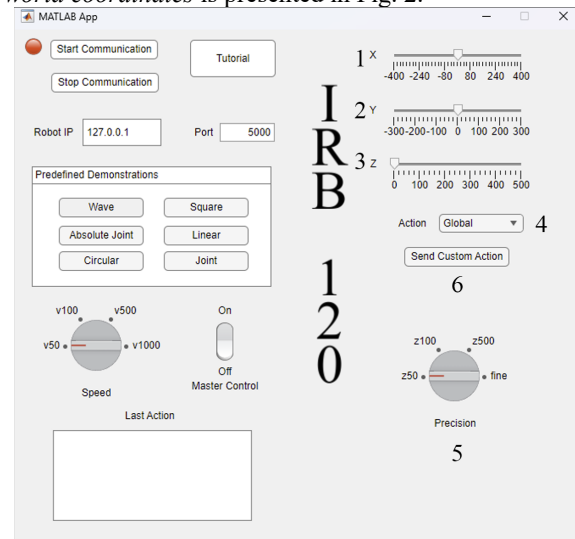 world coordinates is presented in Fig. 2.
MATLAB App
Start Communication
Stop Communication
Tutorial
Robot IP 127.0.0.1 Port 5000
Predefined Demonstrations
Wave Square
Absolute Joint Linear
Circular Joint
v100 v500
v50 v1000
Speed
On
Off
Master Control
Last Action
I
R
B
1
2
0
1 X
-400 -240 -80 80 240 400
2 Y
-300 -200 -100 0 100 200 300
3 Z
0 100 200 300 400 500
Action Global 4
Send Custom Action
6
z100 z500
z50 fine
Precision
5